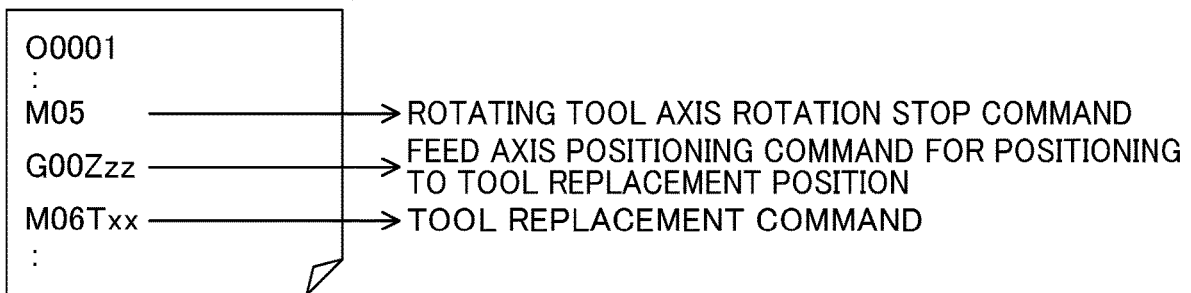 O0001
:
M05 → ROTATING TOOL AXIS ROTATION STOP COMMAND
G00Zzz → FEED AXIS POSITIONING COMMAND FOR POSITIONING
TO TOOL REPLACEMENT POSITION
M06Txx → TOOL REPLACEMENT COMMAND
: